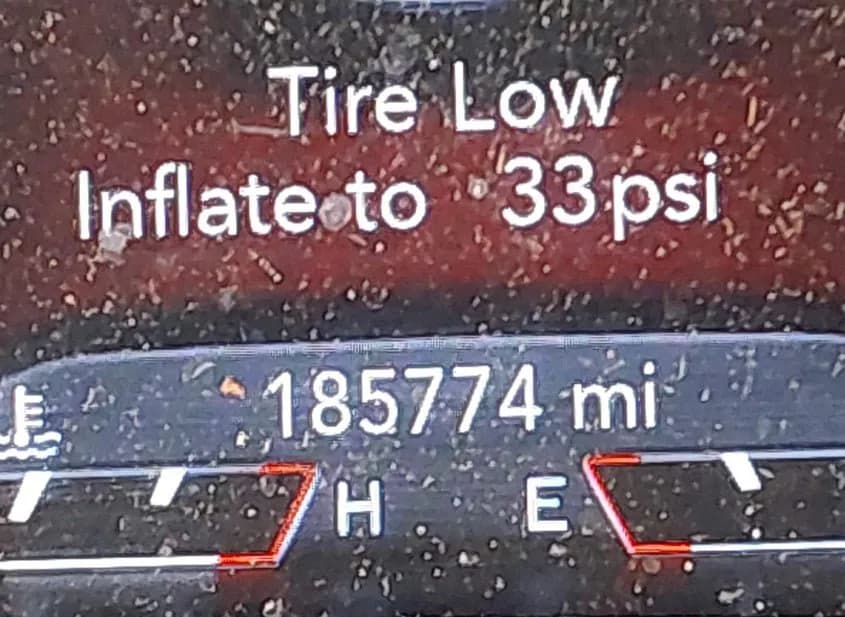 Tire Low
Inflate to 33 psi
185774 mi
H E